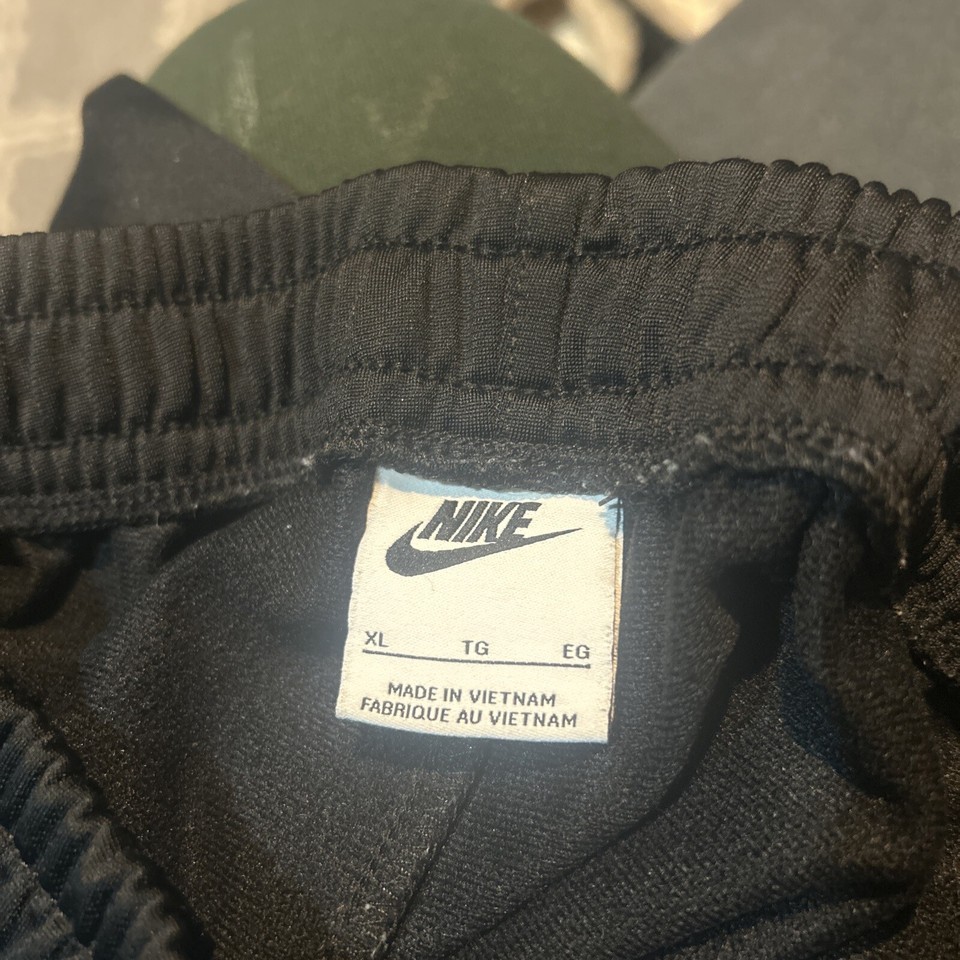 NIKE
XL TG EG
MADE IN VIETNAM
FABRIQUE AU VIETNAM